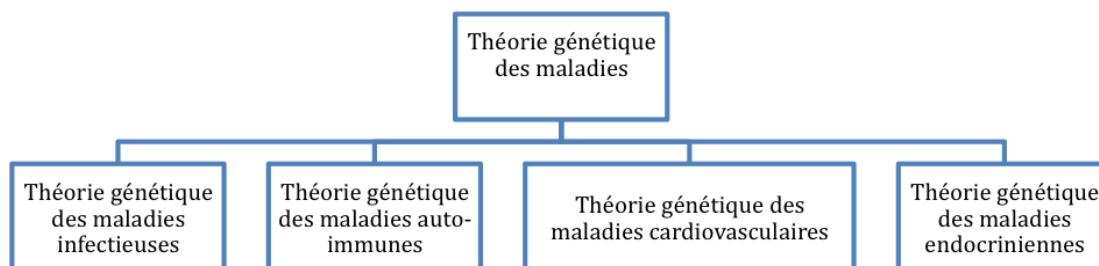 Théorie génétique
des maladies
Théorie génétique
des maladies
infectieuses
Théorie génétique
des maladies auto-
immunes
Théorie génétique des
maladies cardiovasculaires
Théorie génétique
des maladies
endocriniennes